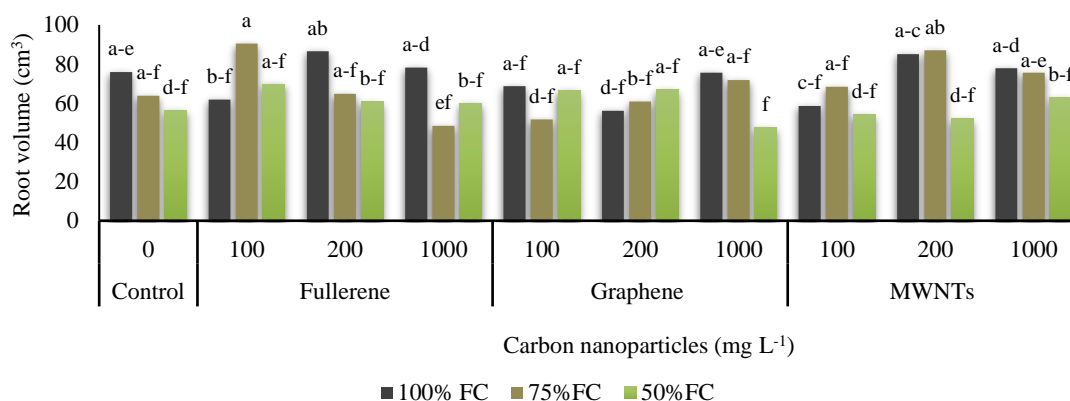 Root volume (cm³)
100
80
60
40
20
0
a-e
a-f
d-f
b-f
a
a-f
ab
a-f
b-f
a-d
ef
b-f
a-f
d-f
a-f
d-f
b-f
a-f
a-e
a-f
f
c-f
a-f
d-f
a-c
ab
d-f
a-d
a-e
b-f
0 100 200 1000 100 200 1000 100 200 1000
Control Fullerene Graphene MWNTs
Carbon nanoparticles (mg L⁻¹)
100% FC 75%FC 50%FC